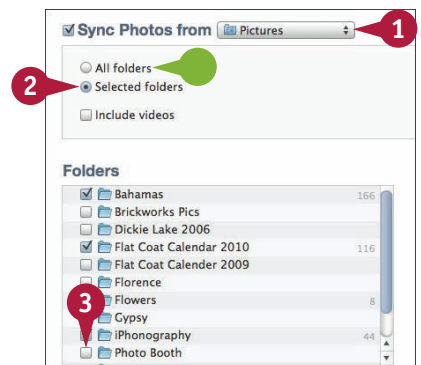 Sync Photos from Pictures
1
All folders
2
Selected folders
Include videos
Folders
Bahamas 166
Brickworks Pics
Dickie Lake 2006
Flat Coat Calendar 2010 116
Flat Coat Calender 2009
Florence
3
Flowers 8
Gypsy
iPhonography 44
Photo Booth